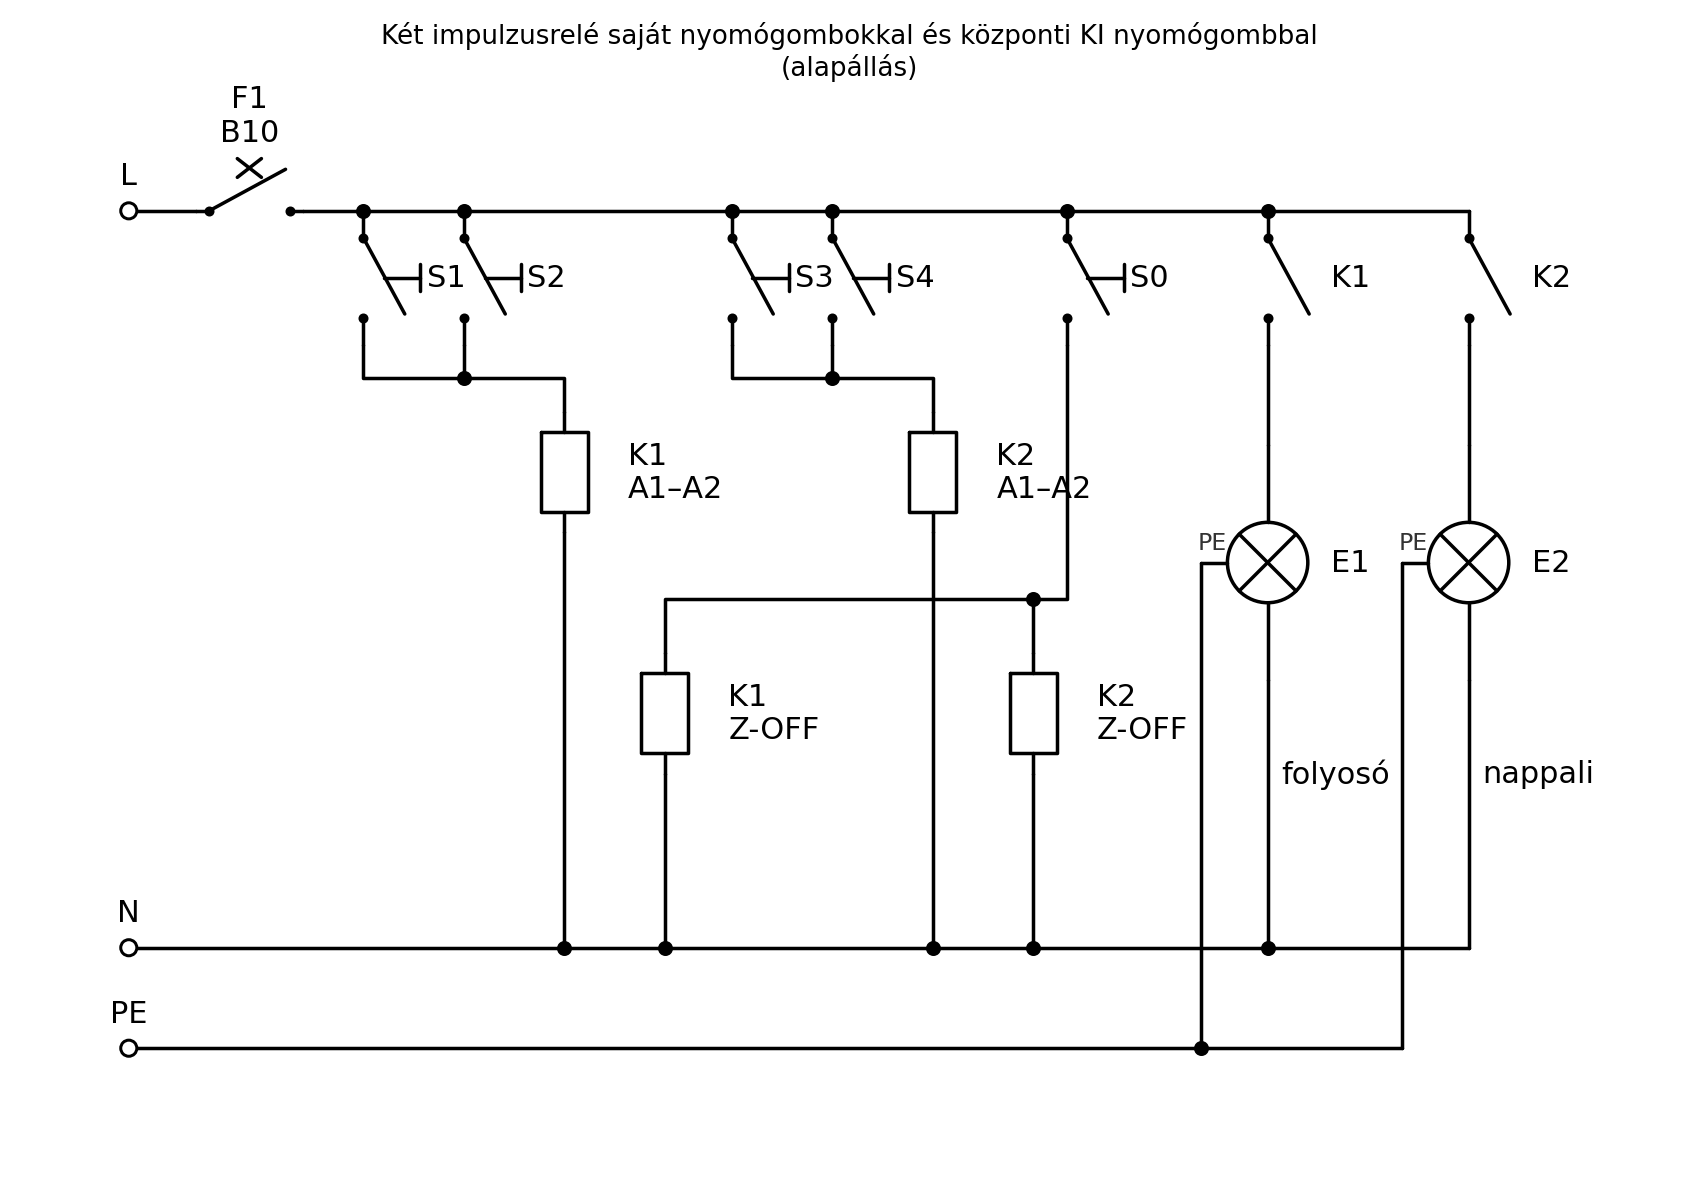 Két impulzusrelé saját nyomógombokkal és központi KI nyomógombbal
(alapállás)
F1
B10
L
S1
S2
S3
S4
S0
K1
K2
K1
A1–A2
K2
A1–A2
PE
E1
PE
E2
K1
Z-OFF
K2
Z-OFF
folyosó
nappali
N
PE